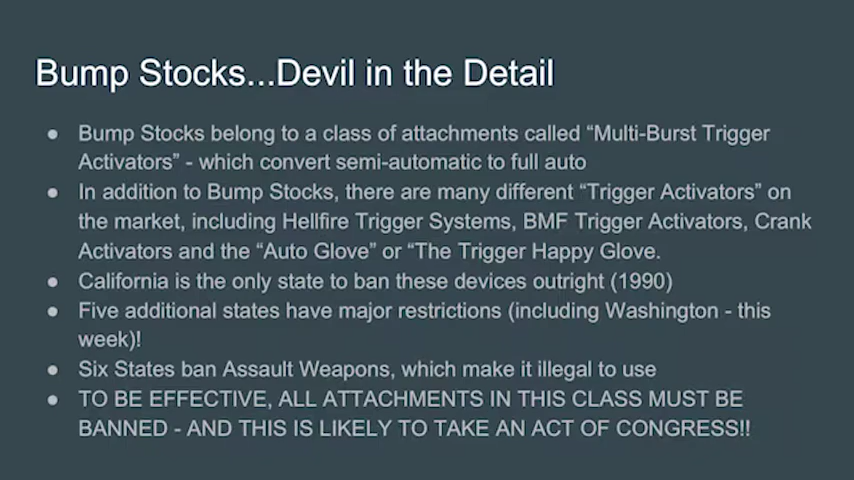 Bump Stocks...Devil in the Detail
● Bump Stocks belong to a class of attachments called “Multi-Burst Trigger
Activators” - which convert semi-automatic to full auto
● In addition to Bump Stocks, there are many different “Trigger Activators” on
the market, including Hellfire Trigger Systems, BMF Trigger Activators, Crank
Activators and the “Auto Glove” or “The Trigger Happy Glove.
● California is the only state to ban these devices outright (1990)
● Five additional states have major restrictions (including Washington - this
week)!
● Six States ban Assault Weapons, which make it illegal to use
● TO BE EFFECTIVE, ALL ATTACHMENTS IN THIS CLASS MUST BE
BANNED - AND THIS IS LIKELY TO TAKE AN ACT OF CONGRESS!!